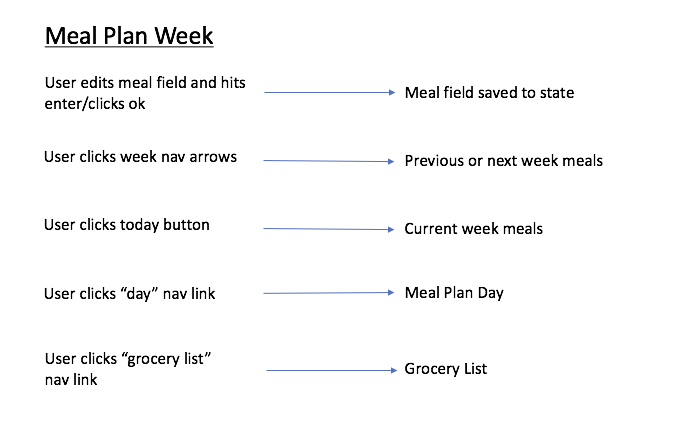 Meal Plan Week
User edits meal field and hits
enter/clicks ok
Meal field saved to state
User clicks week nav arrows
Previous or next week meals
User clicks today button
Current week meals
User clicks “day” nav link
Meal Plan Day
User clicks “grocery list”
nav link
Grocery List